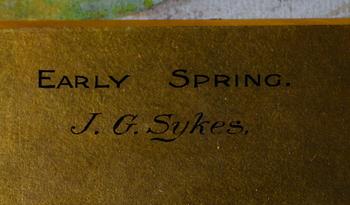 EARLY SPRING.
J. G. Sykes.